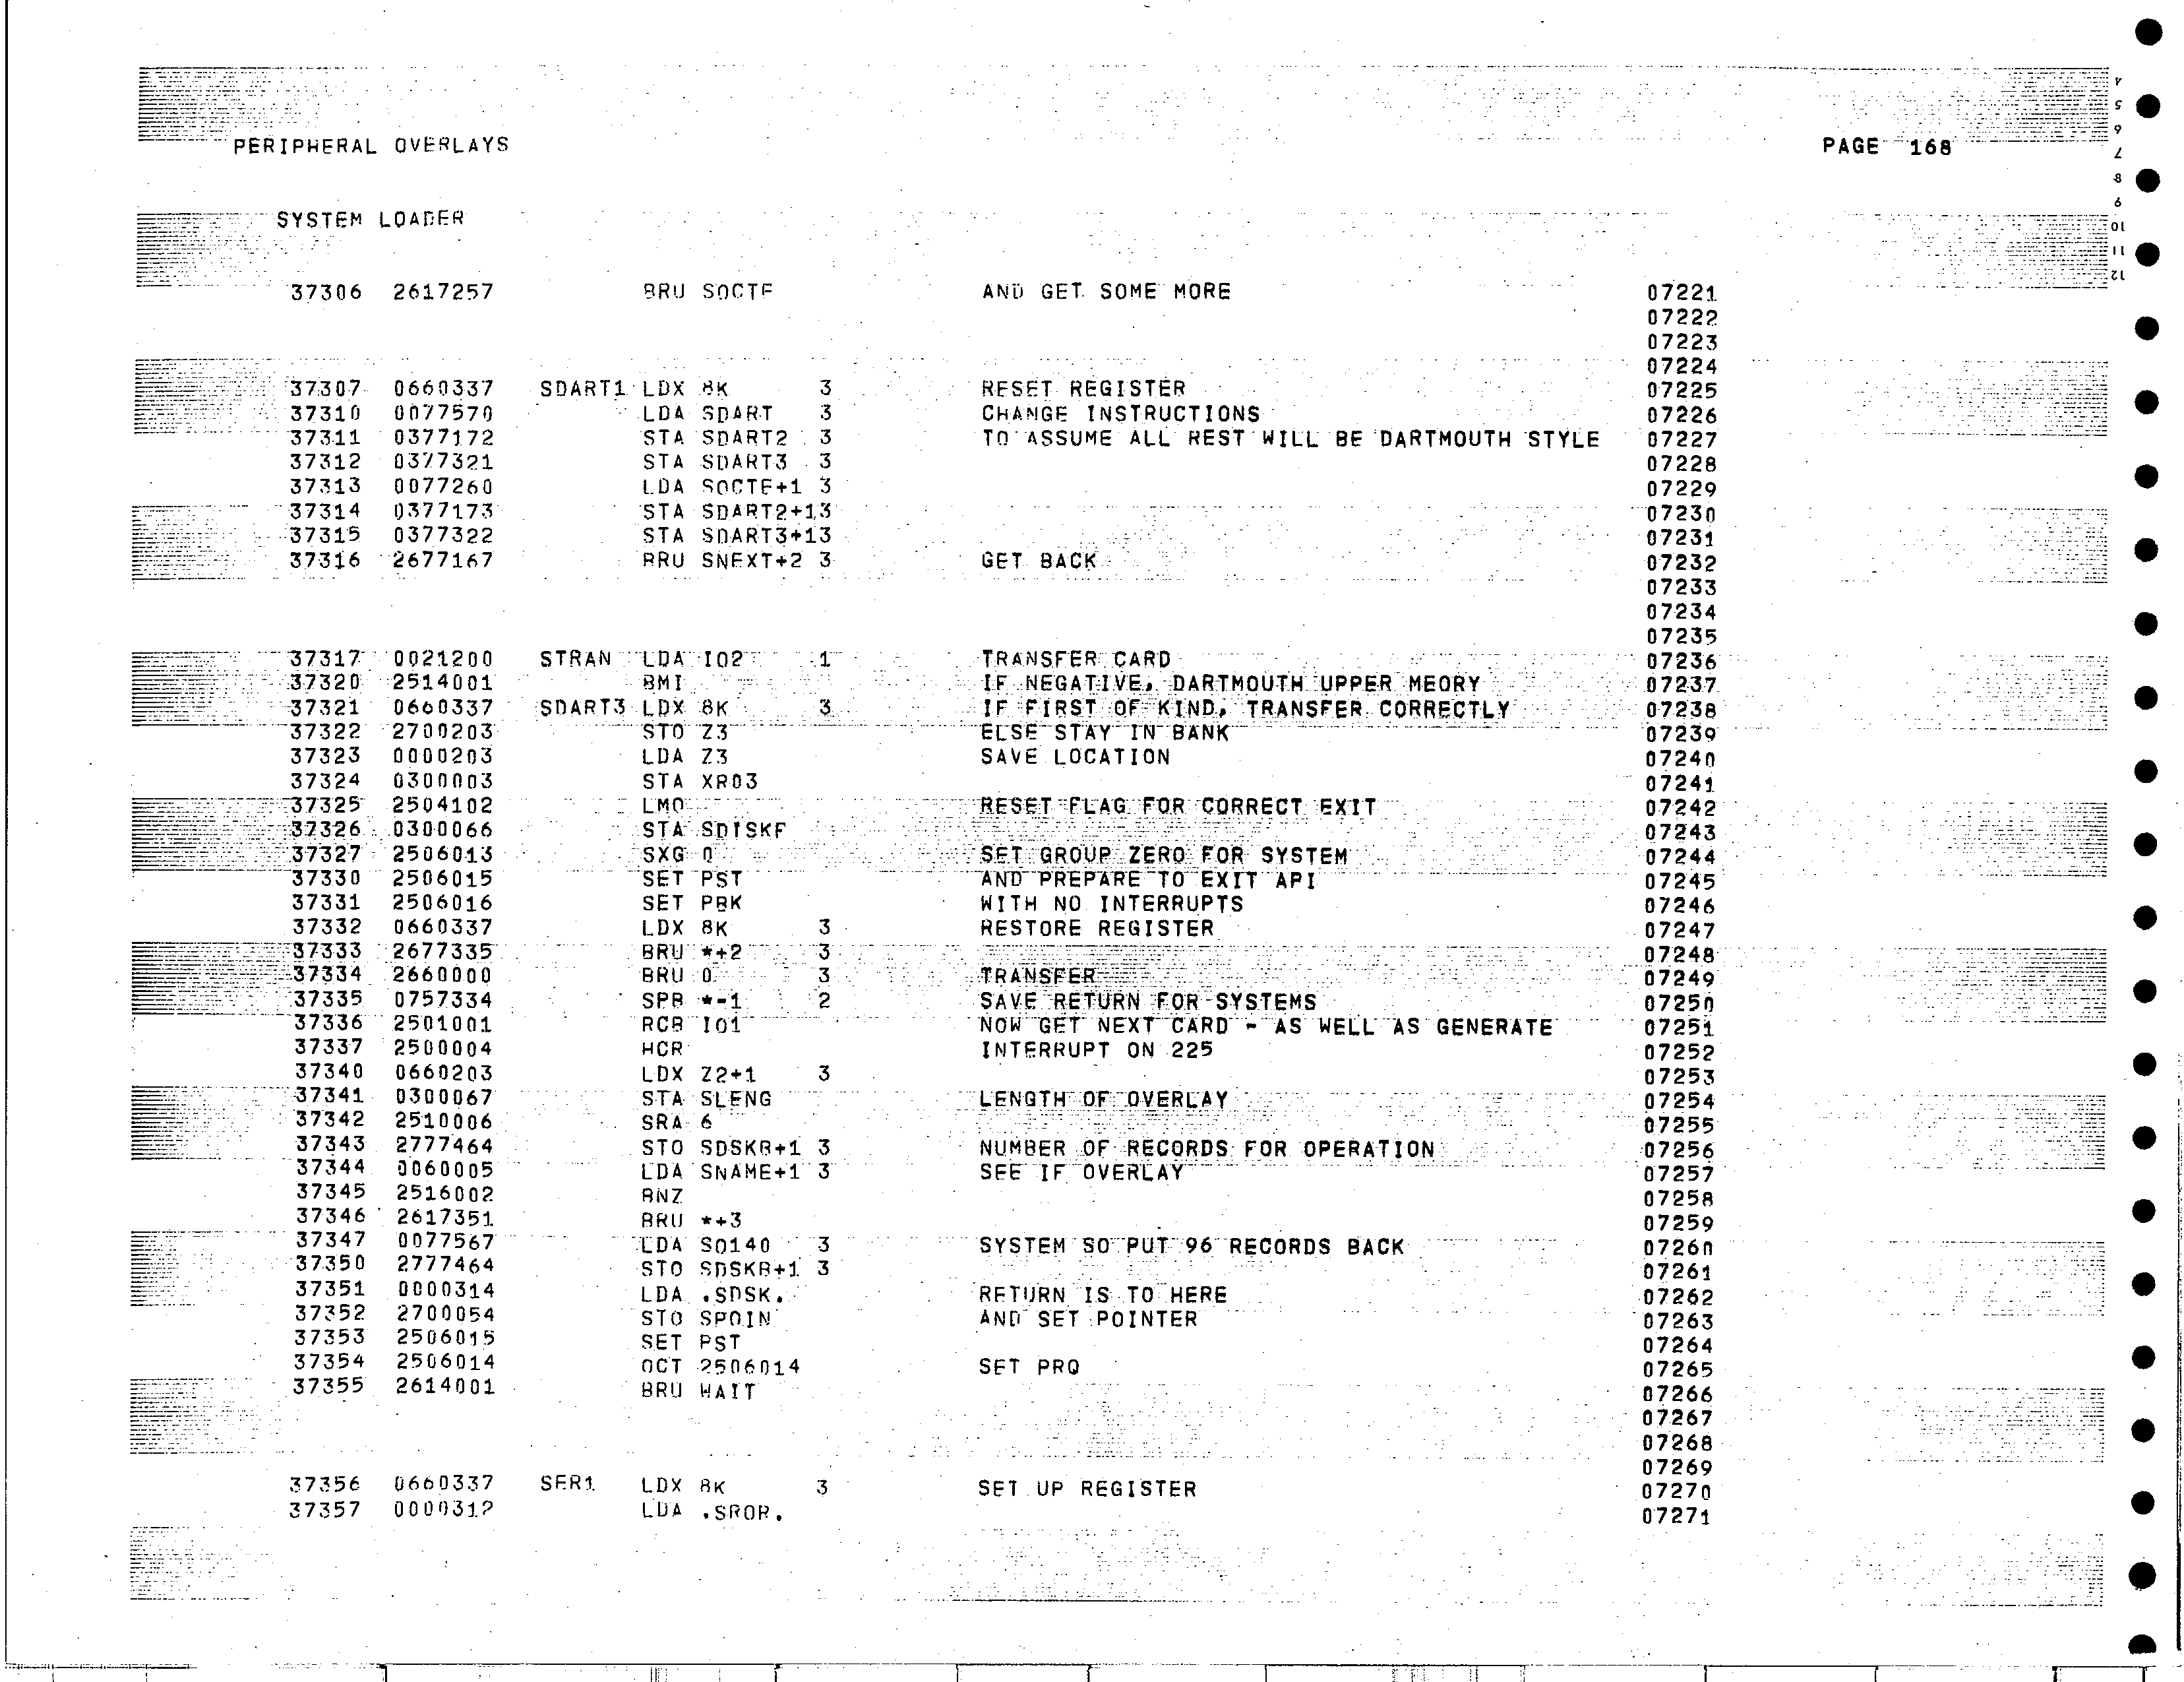 PERIPHERAL OVERLAYS PAGE 168
SYSTEM LOADER
37306 2617257 BRU SOCTE AND GET SOME MORE 07221
07222
07223
07224
37307 0660337 SDART1 LDX 8K 3 RESET REGISTER 07225
37310 0077570 LDA SDART 3 CHANGE INSTRUCTIONS 07226
37311 0377172 STA SDART2 3 TO ASSUME ALL REST WILL BE DARTMOUTH STYLE 07227
37312 0377321 STA SDART3 3 07228
37313 0077260 LDA SOCTE+1 3 07229
37314 0377173 STA SDART2+13 07230
37315 0377322 STA SDART3+13 07231
37316 2677167 BRU SNEXT+2 3 GET BACK 07232
07233
07234
07235
37317 0021200 STRAN LDA IO2 1 TRANSFER CARD 07236
37320 2514001 BMI IF NEGATIVE, DARTMOUTH UPPER MEORY 07237
37321 0660337 SDART3 LDX 8K 3 IF FIRST OF KIND, TRANSFER CORRECTLY 07238
37322 2700203 STO Z3 ELSE STAY IN BANK 07239
37323 0000203 LDA Z3 SAVE LOCATION 07240
37324 0300003 STA XR03 07241
37325 2504102 LMO RESET FLAG FOR CORRECT EXIT 07242
37326 0300066 STA SDISKF 07243
37327 2506013 SXG 0 SET GROUP ZERO FOR SYSTEM 07244
37330 2506015 SET PST AND PREPARE TO EXIT API 07245
37331 2506016 SET PBK WITH NO INTERRUPTS 07246
37332 0660337 LDX 8K 3 RESTORE REGISTER 07247
37333 2677335 BRU *+2 3 07248
37334 2660000 BRU 0 3 TRANSFER 07249
37335 0757334 SPB *-1 2 SAVE RETURN FOR SYSTEMS 07250
37336 2501001 RCB IO1 NOW GET NEXT CARD - AS WELL AS GENERATE 07251
37337 2500004 HCR INTERRUPT ON 225 07252
37340 0660203 LDX Z2+1 3 07253
37341 0300067 STA SLENG LENGTH OF OVERLAY 07254
37342 2510006 SRA 6 07255
37343 2777464 STO SDSKB+1 3 NUMBER OF RECORDS FOR OPERATION 07256
37344 0060005 LDA SNAME+1 3 SEE IF OVERLAY 07257
37345 2516002 BNZ 07258
37346 2617351 BRU *+3 07259
37347 0077567 LDA S0140 3 SYSTEM SO PUT 96 RECORDS BACK 07260
37350 2777464 STO SDSKB+1 3 07261
37351 0000314 LDA .SDSK. RETURN IS TO HERE 07262
37352 2700054 STO SPOIN AND SET POINTER 07263
37353 2506015 SET PST 07264
37354 2506014 OCT 2506014 SET PRQ 07265
37355 2614001 BRU WAIT 07266
07267
07268
07269
37356 0660337 SER1 LDX 8K 3 SET UP REGISTER 07270
37357 0000312 LDA .SROR. 07271